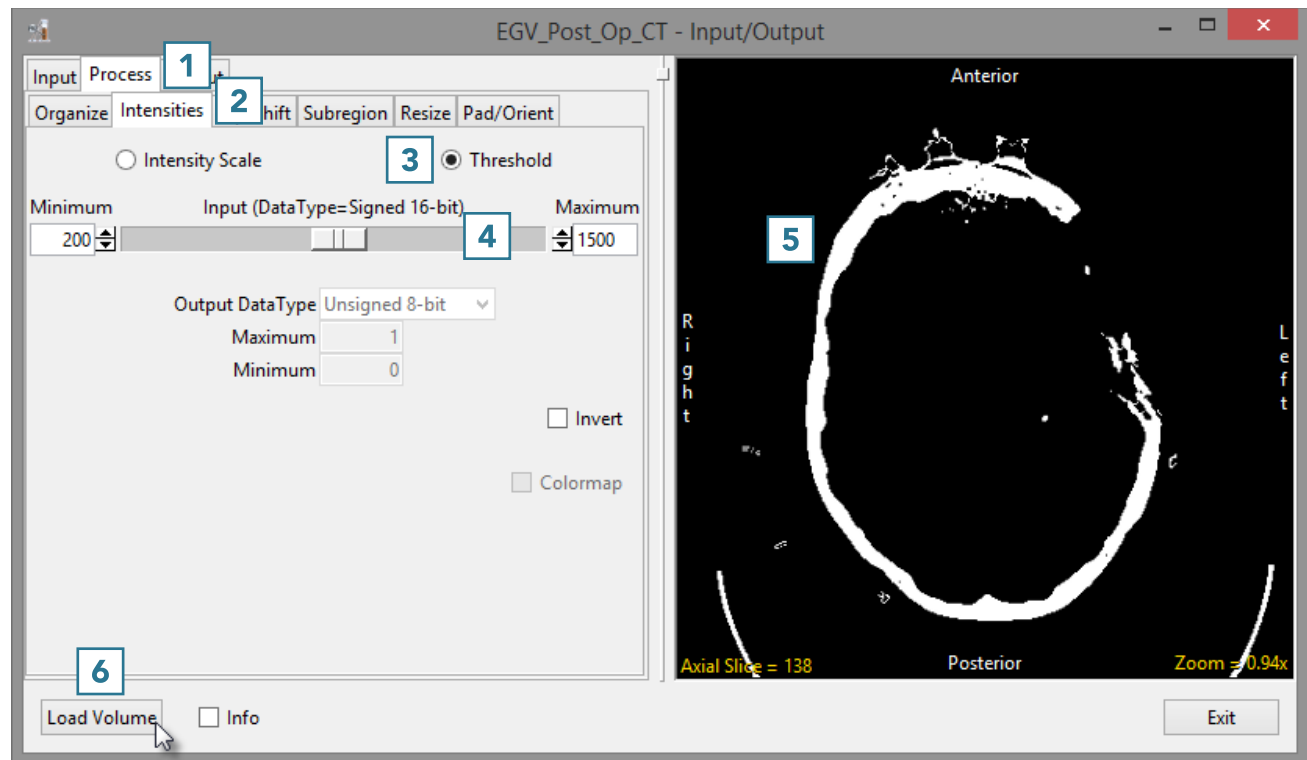 EGV_Post_Op_CT - Input/Output
Input Process 1
Organize Intensities 2 Subregion Resize Pad/Orient
Intensity Scale 3 Threshold
Minimum Input (DataType=Signed 16-bit) Maximum
200 4 1500
Output DataType Unsigned 8-bit
Maximum 1
Minimum 0
Invert
Colormap
6
Load Volume Info
Anterior
5
Right
Left
Axial Slice = 138 Posterior Zoom = 0.94x
Exit